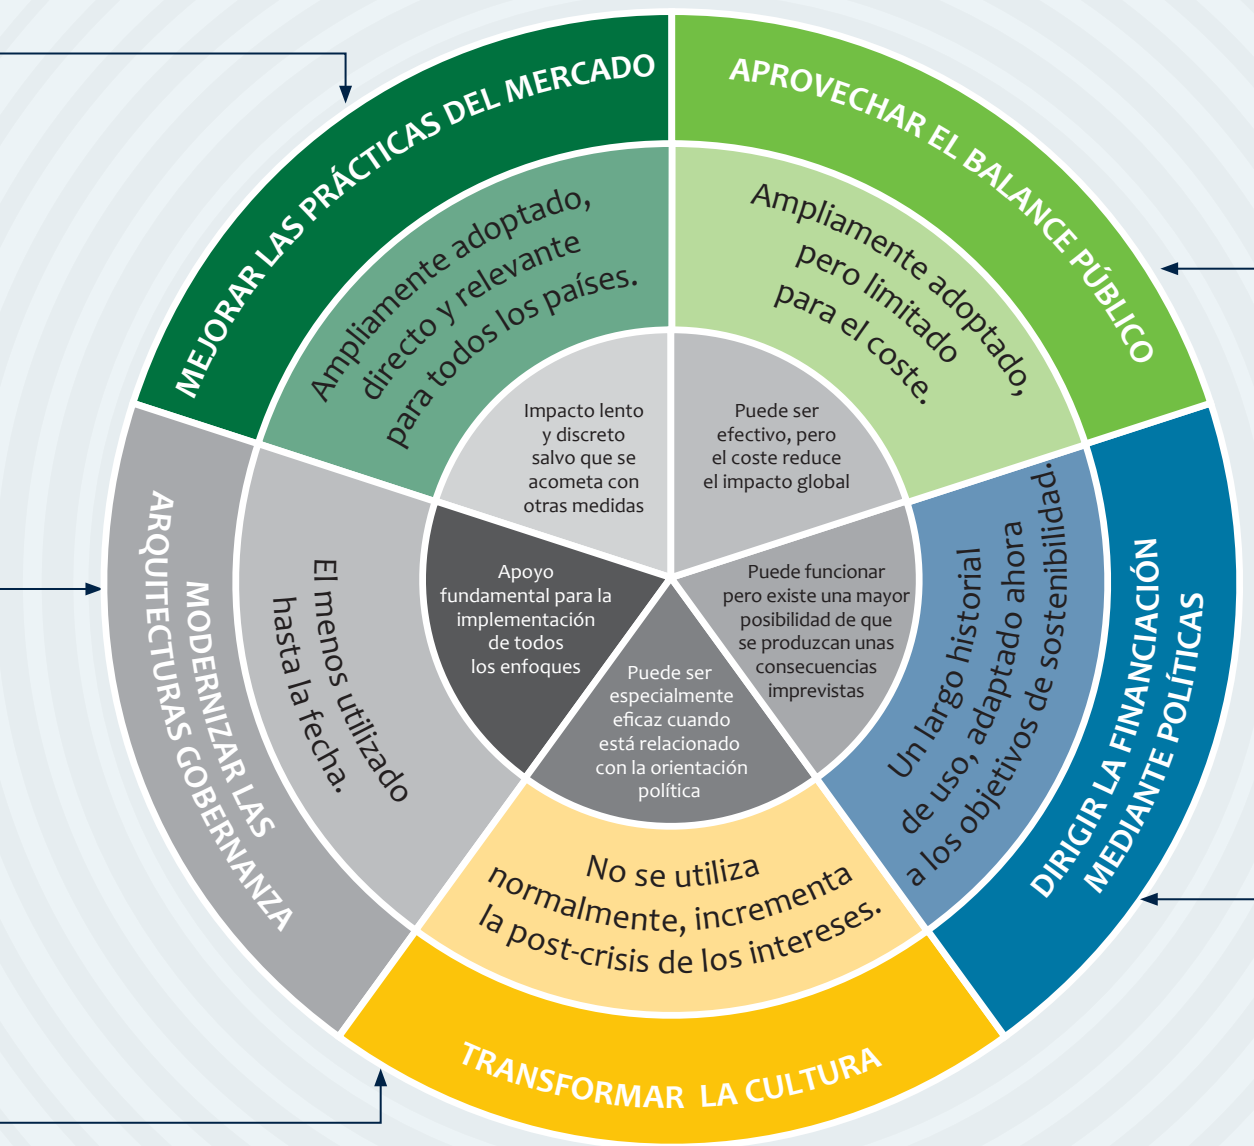 MEJORAR LAS PRÁCTICAS DEL MERCADO
Ampliamente adoptado,
directo y relevante
para todos los países.
Impacto lento
y discreto
salvo que se
acometa con
otras medidas
APROVECHAR EL BALANCE PÚBLICO
Ampliamente adoptado,
pero limitado
para el coste.
Puede ser
efectivo, pero
el coste reduce
el impacto global
DIRIGIR LA FINANCIACIÓN
MEDIANTE POLÍTICAS
Un largo historial
de uso, adaptado ahora
a los objetivos de sostenibilidad.
Puede funcionar
pero existe una mayor
posibilidad de que
se produzcan unas
consecuencias
imprevistas
TRANSFORMAR LA CULTURA
No se utiliza
normalmente, incrementa
la post-crisis de los intereses.
Puede ser
especialmente
eficaz cuando
está relacionado
con la orientación
política
MODERNIZAR LAS
ARQUITECTURAS GOBERNANZA
El menos utilizado
hasta la fecha.
Apoyo
fundamental para la
implementación
de todos
los enfoques